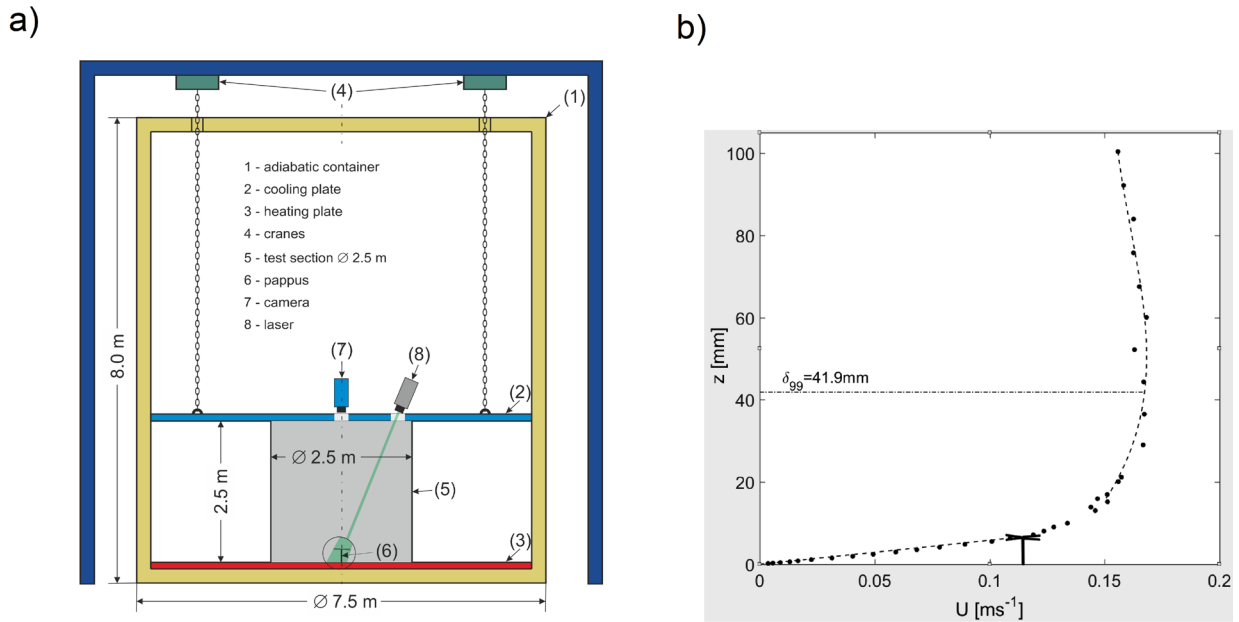 a)
(4)
(1)
1 - adiabatic container
2 - cooling plate
3 - heating plate
4 - cranes
5 - test section ∅ 2.5 m
6 - pappus
7 - camera
8 - laser
8.0 m
(7)
(8)
(2)
∅ 2.5 m
2.5 m
(5)
(6)
(3)
∅ 7.5 m
b)
100
80
60
40
20
0
z [mm]
δ99=41.9mm
0
0.05
0.1
0.15
0.2
U [ms-1]